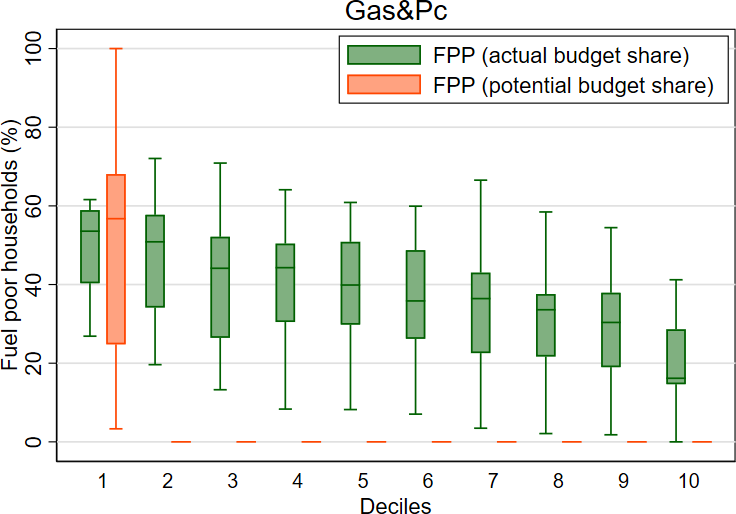 Gas&Pc
FPP (actual budget share)
FPP (potential budget share)
Fuel poor households (%)
100
80
60
40
20
0
1 2 3 4 5 6 7 8 9 10
Deciles